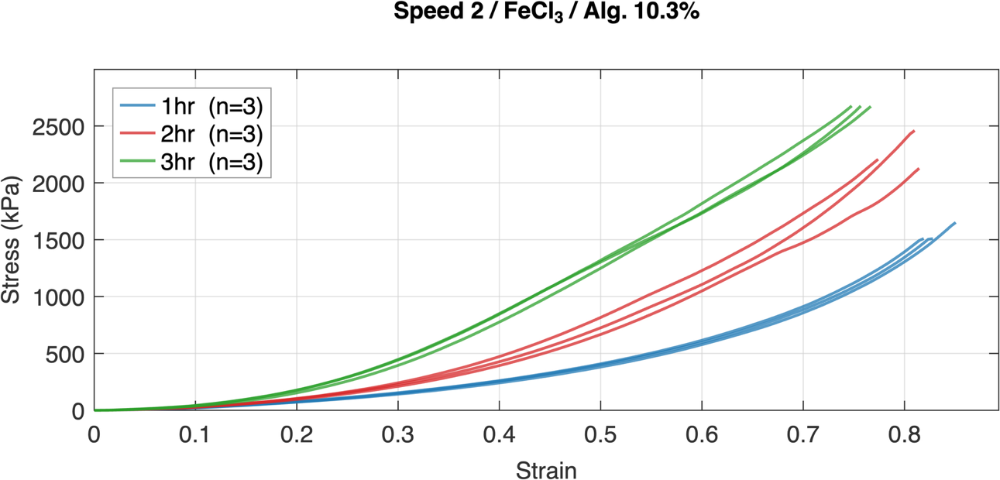 Speed 2 / FeCl₃ / Alg. 10.3%
1hr (n=3)
2hr (n=3)
3hr (n=3)
Stress (kPa)
2500
2000
1500
1000
500
0
0 0.1 0.2 0.3 0.4 0.5 0.6 0.7 0.8
Strain